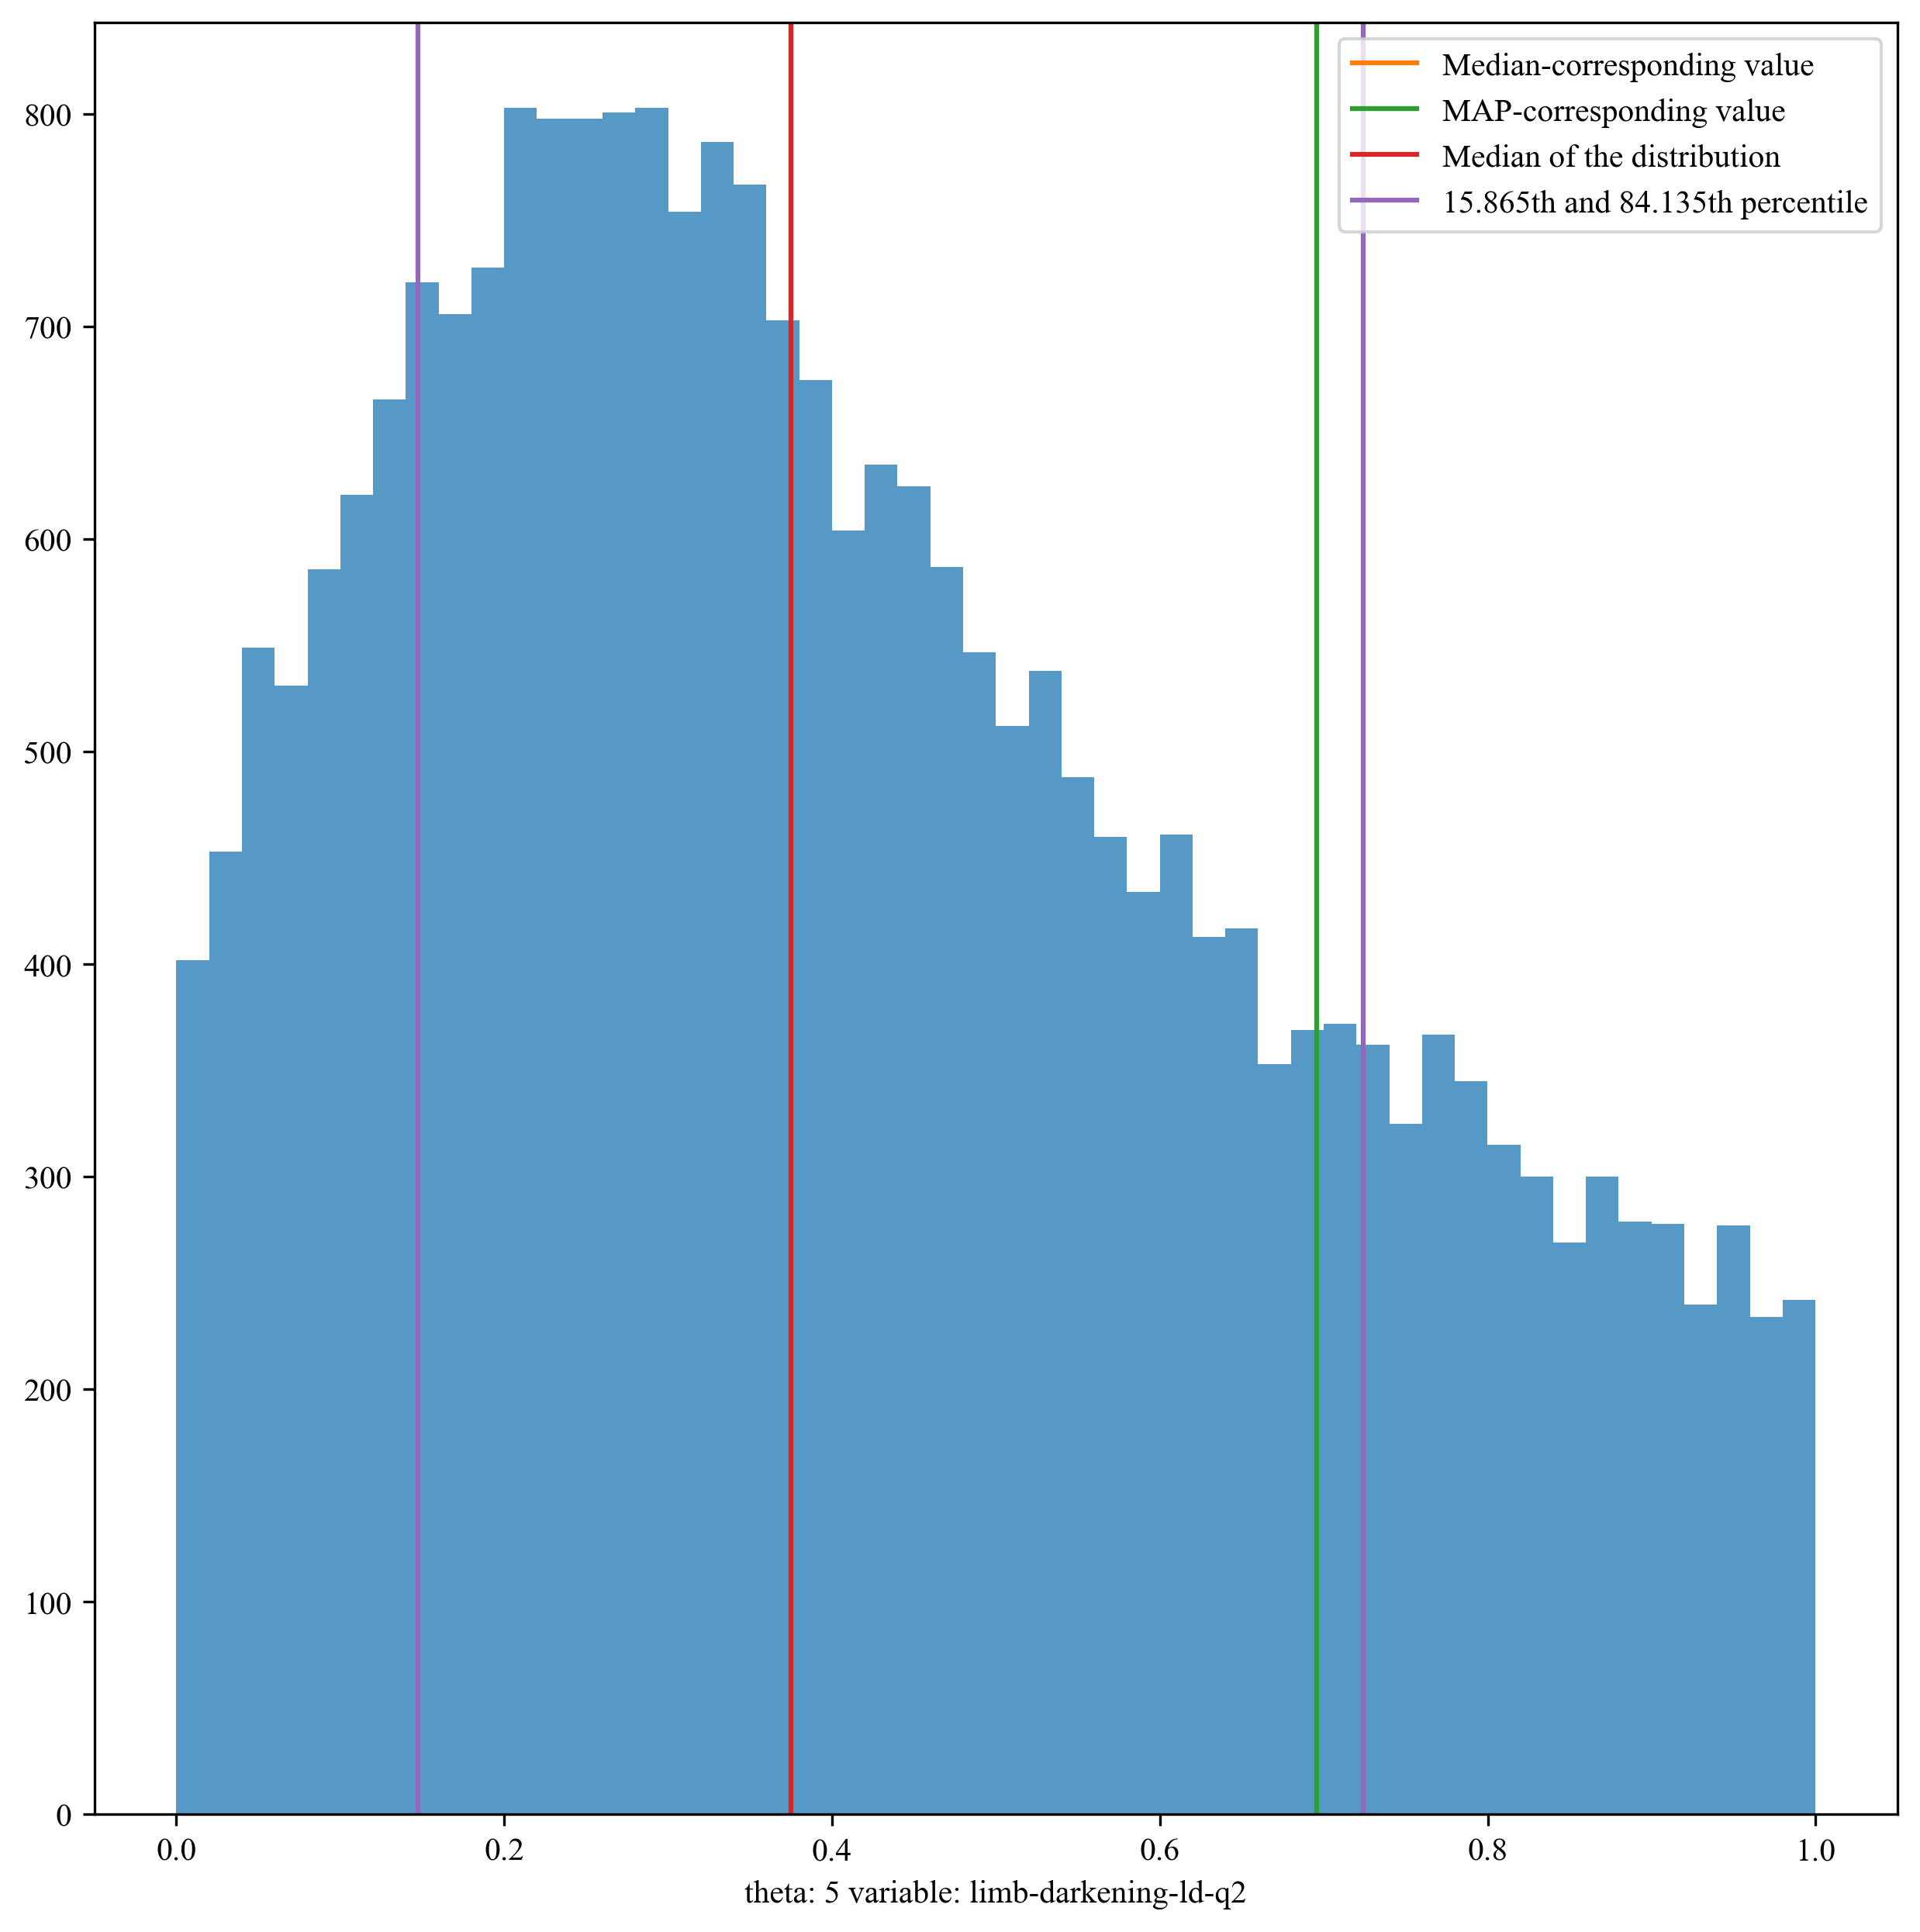 Median-corresponding value
MAP-corresponding value
Median of the distribution
15.865th and 84.135th percentile
800
700
600
500
400
300
200
100
0
0.0 0.2 0.4 0.6 0.8 1.0
theta: 5 variable: limb-darkening-ld-q2